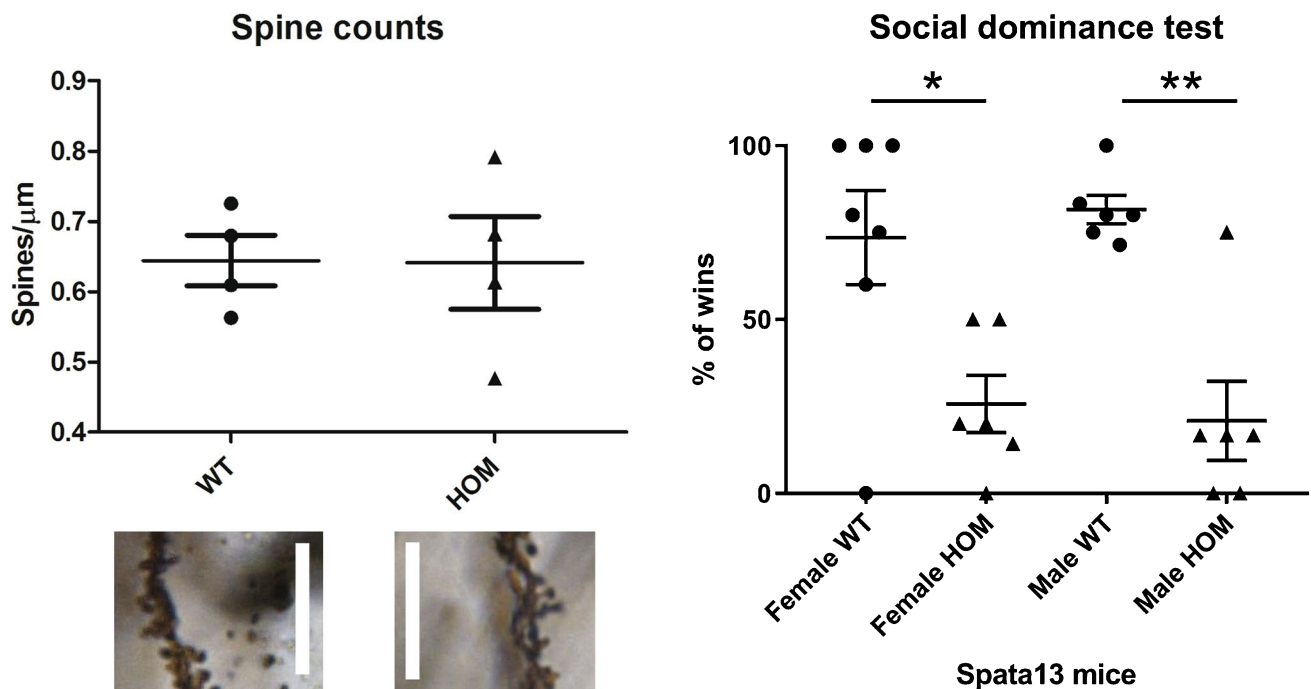 Spine counts
Spines/μm
0.9
0.8
0.7
0.6
0.5
0.4
WT
HOM
Social dominance test
*
**
% of wins
100
50
0
Female WT
Female HOM
Male WT
Male HOM
Spata13 mice